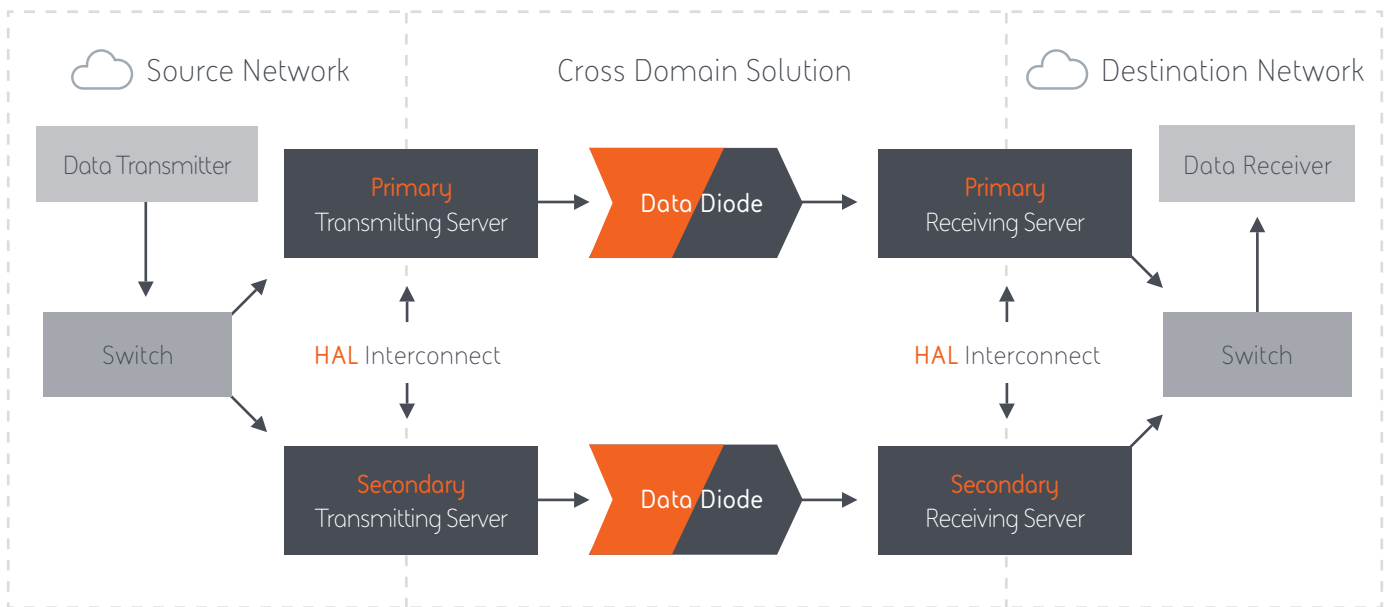 Source Network
Cross Domain Solution
Destination Network
Data Transmitter
Primary
Transmitting Server
Data Diode
Primary
Receiving Server
Data Receiver
Switch
HAL Interconnect
HAL Interconnect
Switch
Secondary
Transmitting Server
Data Diode
Secondary
Receiving Server